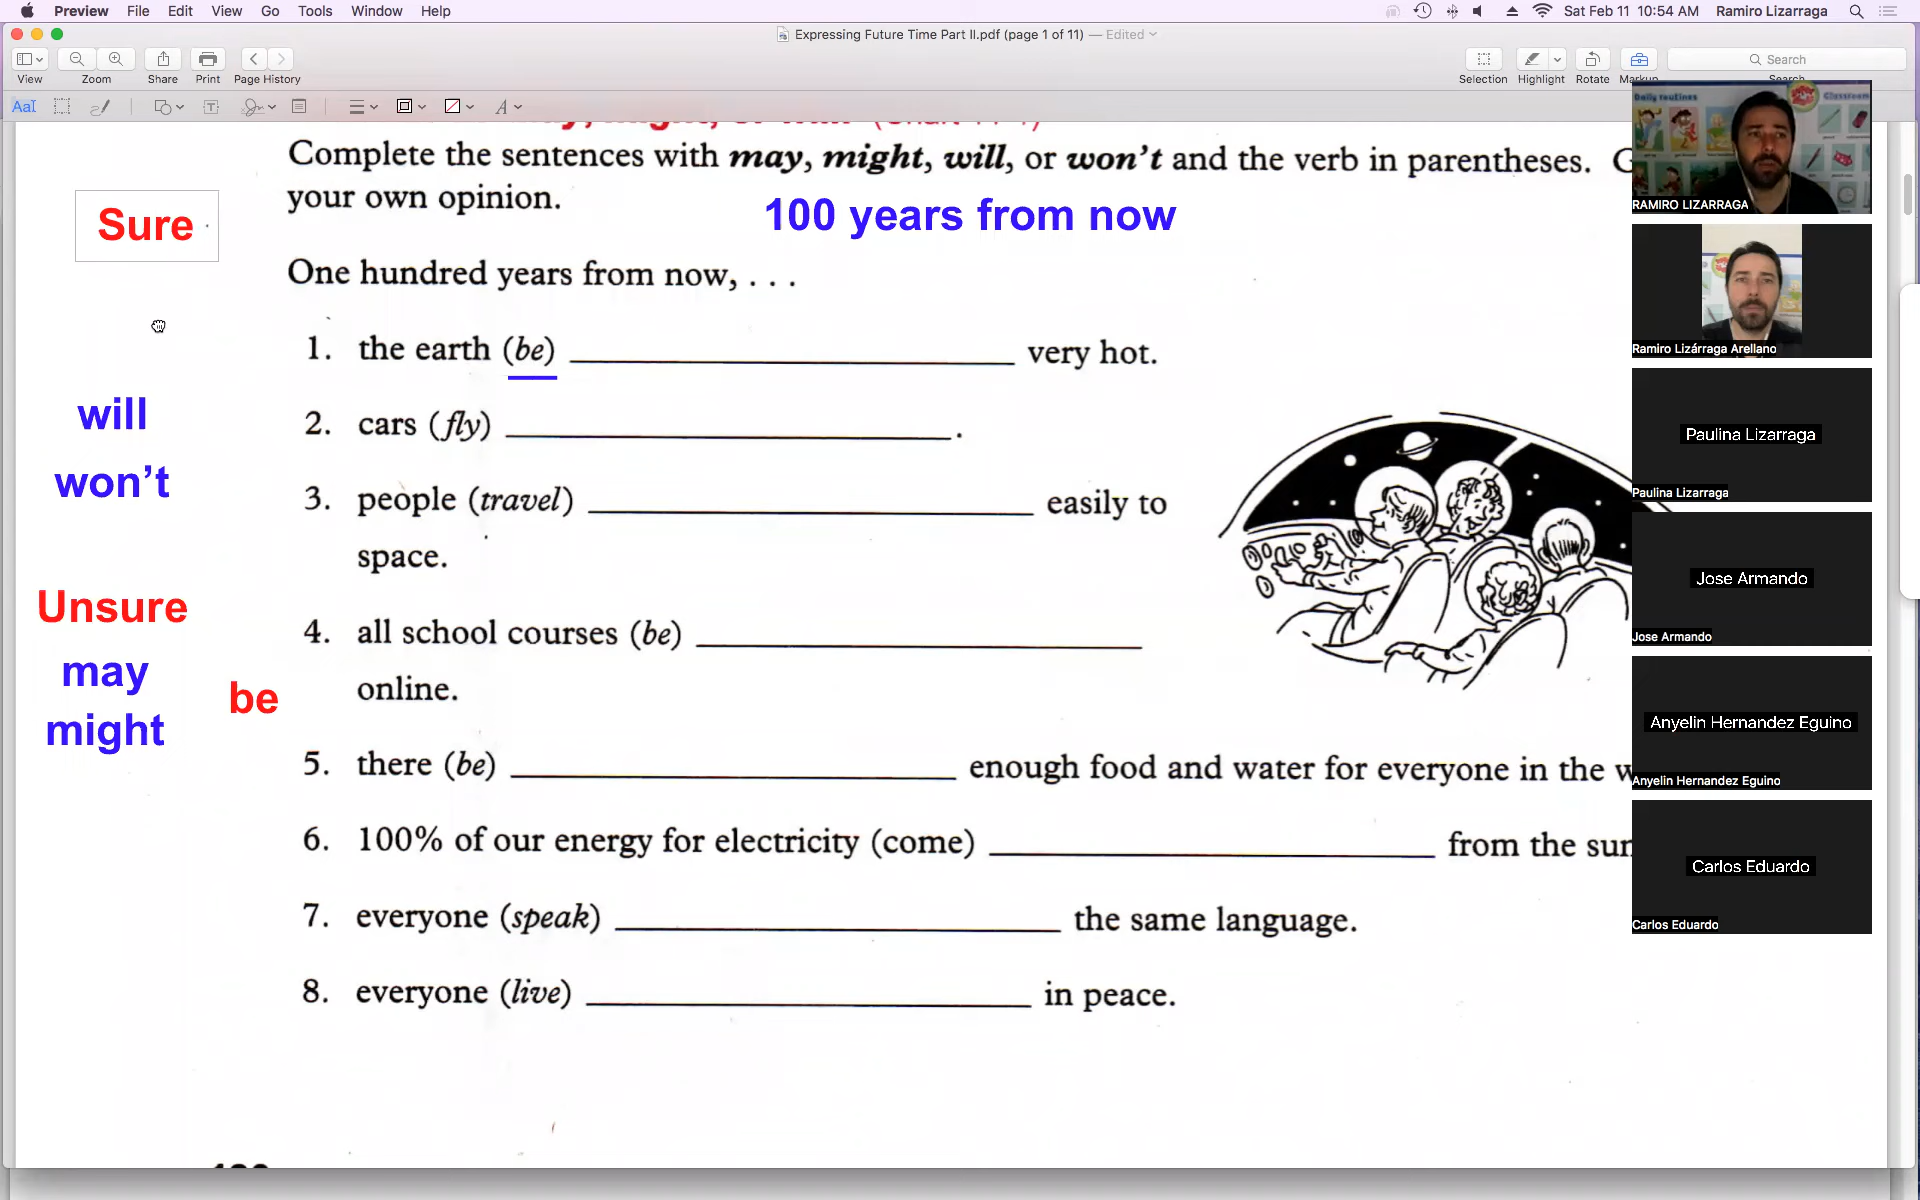 Preview File Edit View Go Tools Window Help Sat Feb 11 10:54 AM Ramiro Lizarraga
Expressing Future Time Part II.pdf (page 1 of 11) — Edited
Search
View Zoom Share Print Page History Selection Highlight Rotate Markup Search
AaI
Complete the sentences with may, might, will, or won't and the verb in parentheses.
your own opinion.
100 years from now
Sure
One hundred years from now, . . .
1. the earth (be) ____________ very hot.
will
2. cars (fly) ____________.
won't
3. people (travel) ____________ easily to
space.
Unsure
4. all school courses (be) ____________
may
be
online.
might
5. there (be) ____________ enough food and water for everyone in the
6. 100% of our energy for electricity (come) ____________ from the sun
7. everyone (speak) ____________ the same language.
8. everyone (live) ____________ in peace.
Daily routines
Classroom
RAMIRO LIZARRAGA
Ramiro Lizárraga Arellano
Paulina Lizarraga
Paulina Lizarraga
Jose Armando
Jose Armando
Anyelin Hernandez Eguino
Anyelin Hernandez Eguino
Carlos Eduardo
Carlos Eduardo